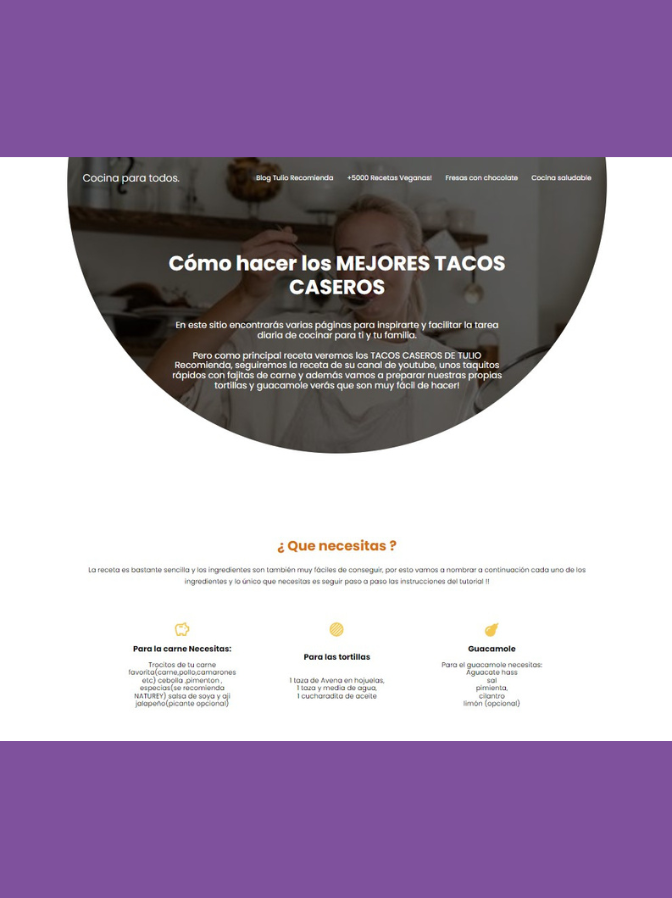 Cocina para todos.
Blog Tulio Recomienda +5000 Recetas Veganas! Fresas con chocolate Cocina saludable
Cómo hacer los MEJORES TACOS
CASEROS
En este sitio encontrarás varias páginas para inspirarte y facilitar la tarea
diaria de cocinar para ti y tu familia.
Pero como principal receta veremos los TACOS CASEROS DE TULIO
Recomienda, seguiremos la receta de su canal de youtube, unos taquitos
rápidos con fajitas de carne y además vamos a preparar nuestras propias
tortillas y guacamole verás que son muy fácil de hacer!
¿ Que necesitas ?
La receta es bastante sencilla y los ingredientes son también muy fáciles de conseguir, por esto vamos a nombrar a continuación cada uno de los
ingredientes y lo único que necesitas es seguir paso a paso las instrucciones del tutorial !!
Para la carne Necesitas:
Trocitos de tu carne
favorita(carne,pollo,camarones
etc) cebolla ,pimenton ,
especias(se recomienda
NATUREY) salsa de soya y aji
jalapeño(picante opcional)
Para las tortillas
1 taza de Avena en hojuelas,
1 taza y media de agua,
1 cucharadita de aceite
Guacamole
Para el guacamole necesitas:
Aguacate hass
sal
pimienta,
cilantro
limón (opcional)